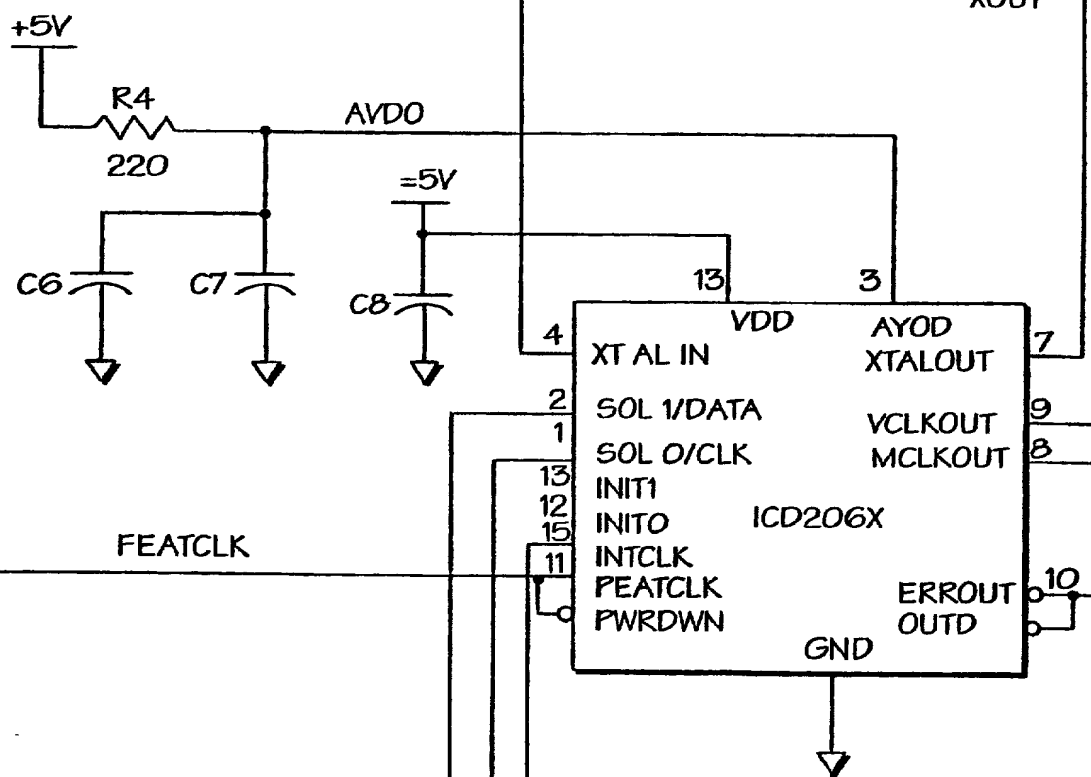 +5V
R4
220
AVDO
=5V
C6
C7
C8
13
3
VDD
AYOD
4
XT AL IN
XTALOUT
7
2
SOL 1/DATA
VCLKOUT
9
1
SOL O/CLK
MCLKOUT
8
13
INIT1
12
INITO
ICD206X
15
INTCLK
FEATCLK
11
PEATCLK
ERROUT
10
PWRDWN
OUTD
GND